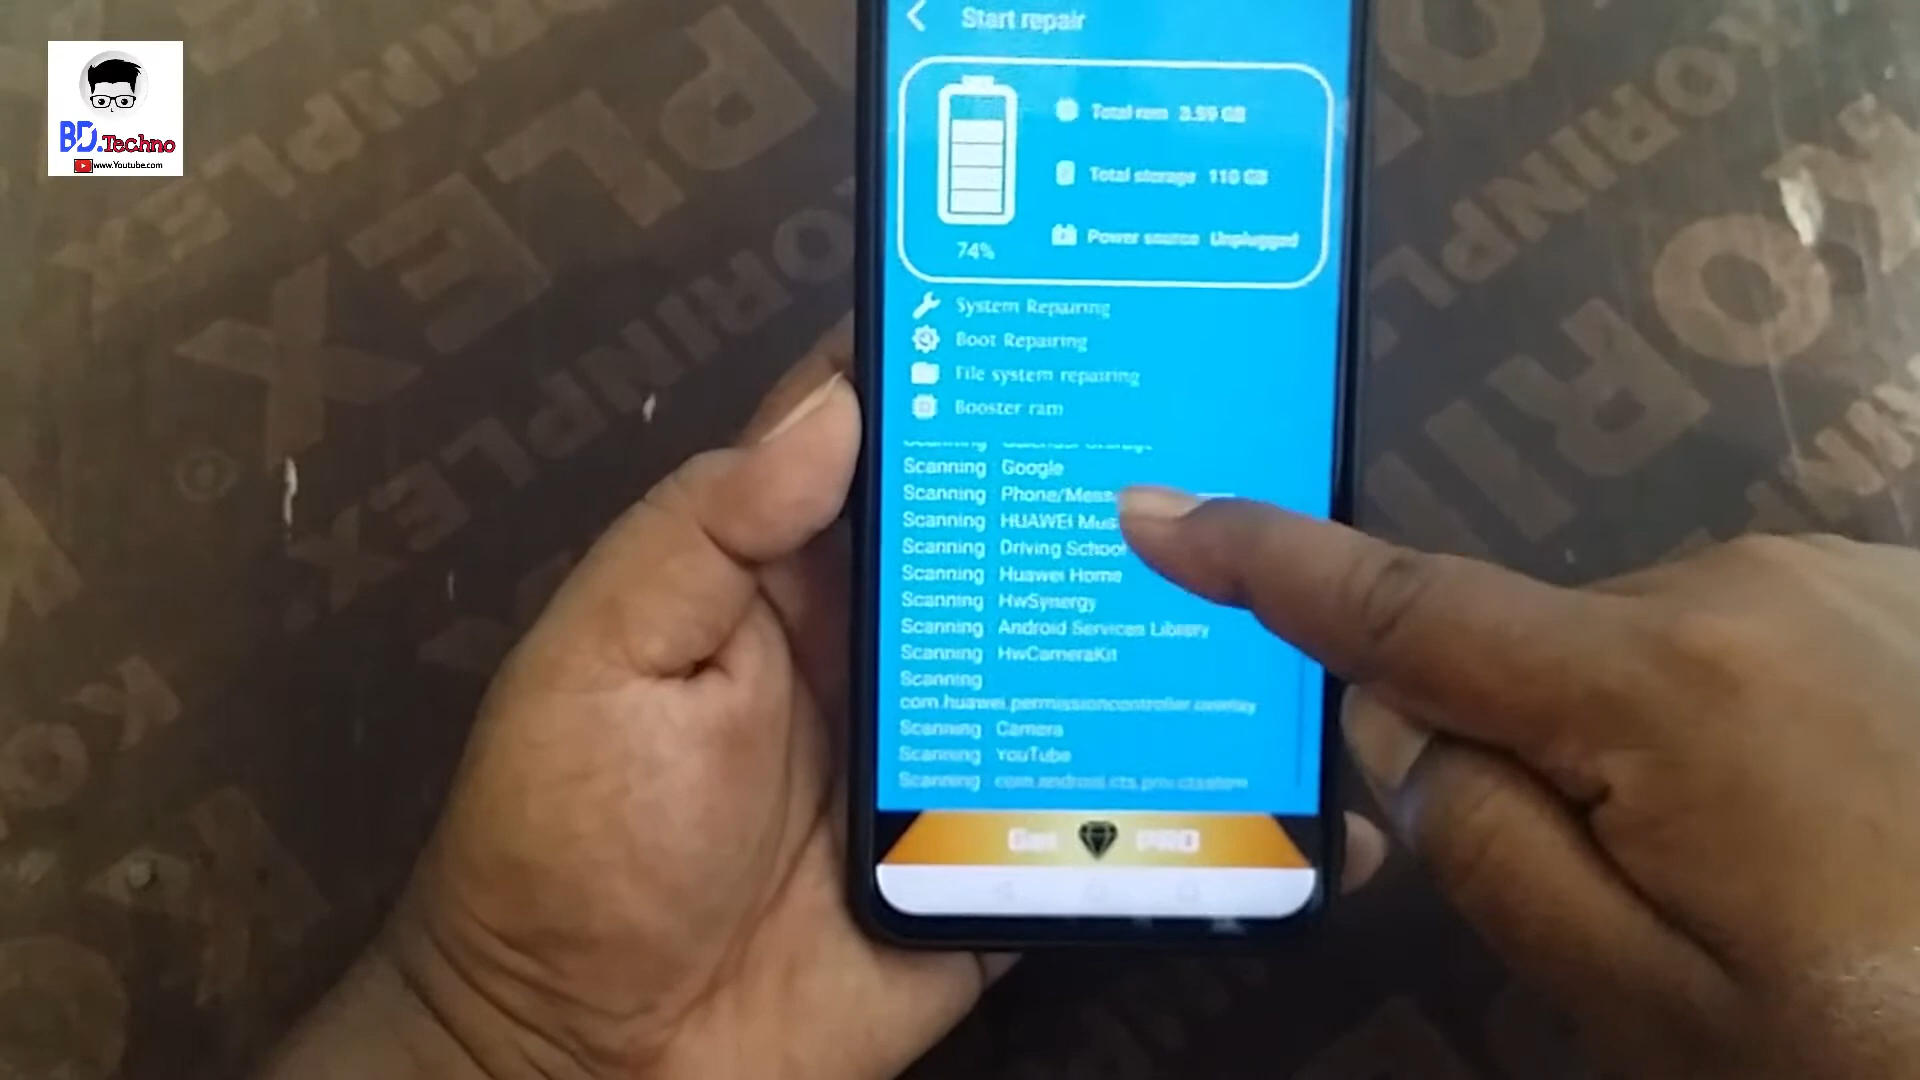 BD.Techno
www.Youtube.com
Start repair
Total ram 3.59 GB
Total storage 110 GB
Power source Unplugged
74%
System Repairing
Boot Repairing
File system repairing
Booster ram
Scanning
Scanning Google
Scanning Phone/Mess
Scanning HUAWEI Mus
Scanning Driving School
Scanning Huawei Home
Scanning HwSynergy
Scanning Android Services Library
Scanning HwCameraKit
Scanning
com.huawei.permissioncontroller.overlay
Scanning Camera
Scanning YouTube
Scanning
PRO
ORINPLEX